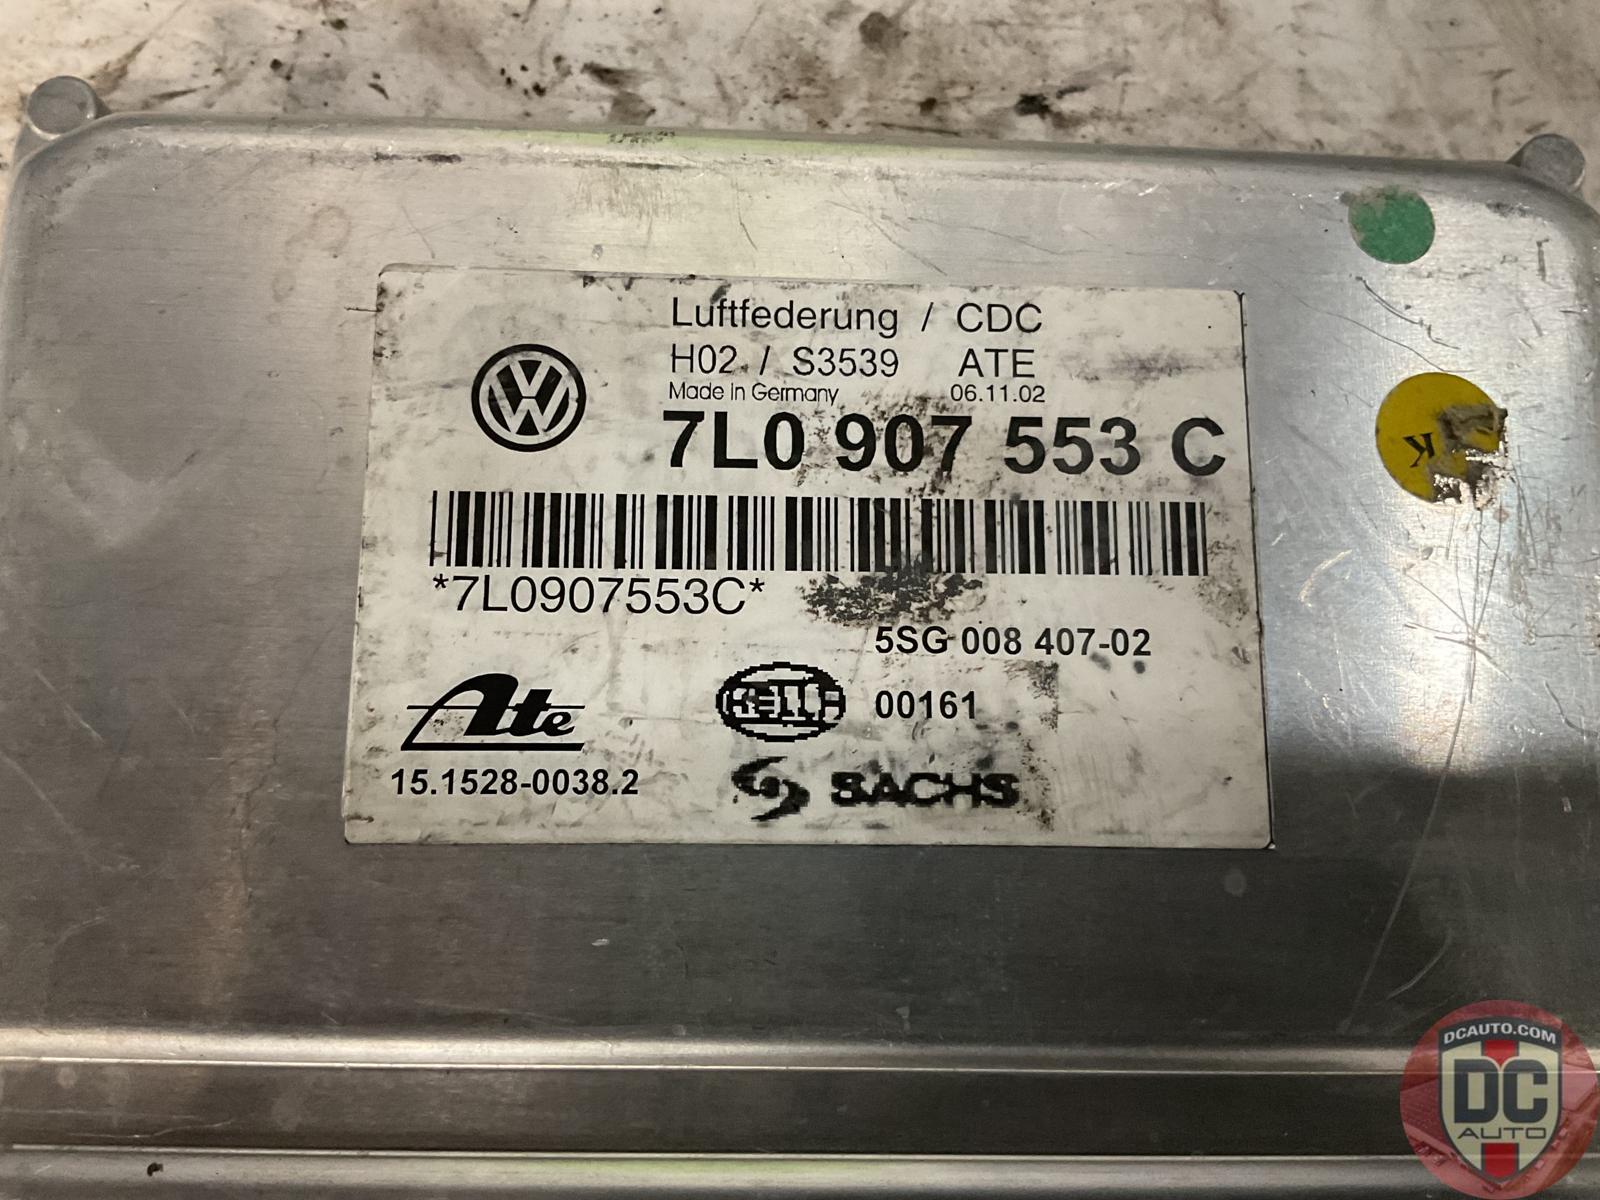 Luftfederung / CDC
H02 / S3539 ATE
Made in Germany 06.11.02
7L0 907 553 C
*7L0907553C*
5SG 008 407-02
Ate
HELLA
00161
15.1528-0038.2
SACHS
K
DCAUTO.COM
DC
AUTO